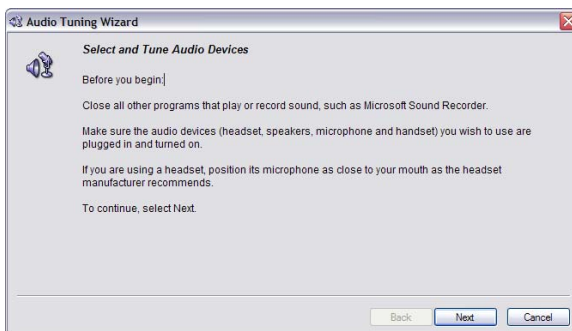 Audio Tuning Wizard
Select and Tune Audio Devices
Before you begin:
Close all other programs that play or record sound, such as Microsoft Sound Recorder.
Make sure the audio devices (headset, speakers, microphone and handset) you wish to use are
plugged in and turned on.
If you are using a headset, position its microphone as close to your mouth as the headset
manufacturer recommends.
To continue, select Next.
Back Next Cancel